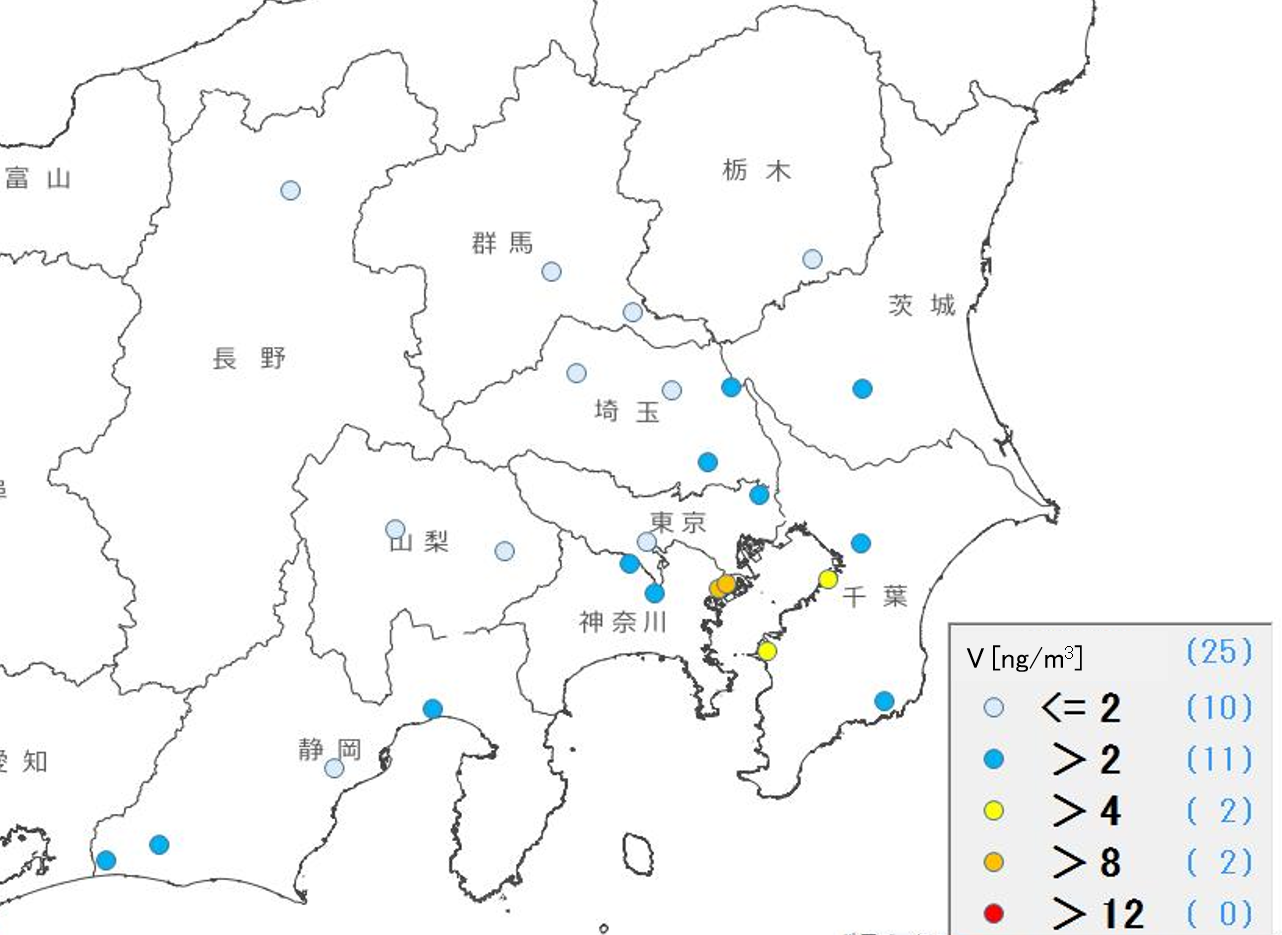 富山
栃木
群馬
茨城
長野
埼玉
東京
山梨
千葉
神奈川
静岡
愛知
V [ng/m³] (25)
<= 2 (10)
> 2 (11)
> 4 ( 2)
> 8 ( 2)
> 12 ( 0)